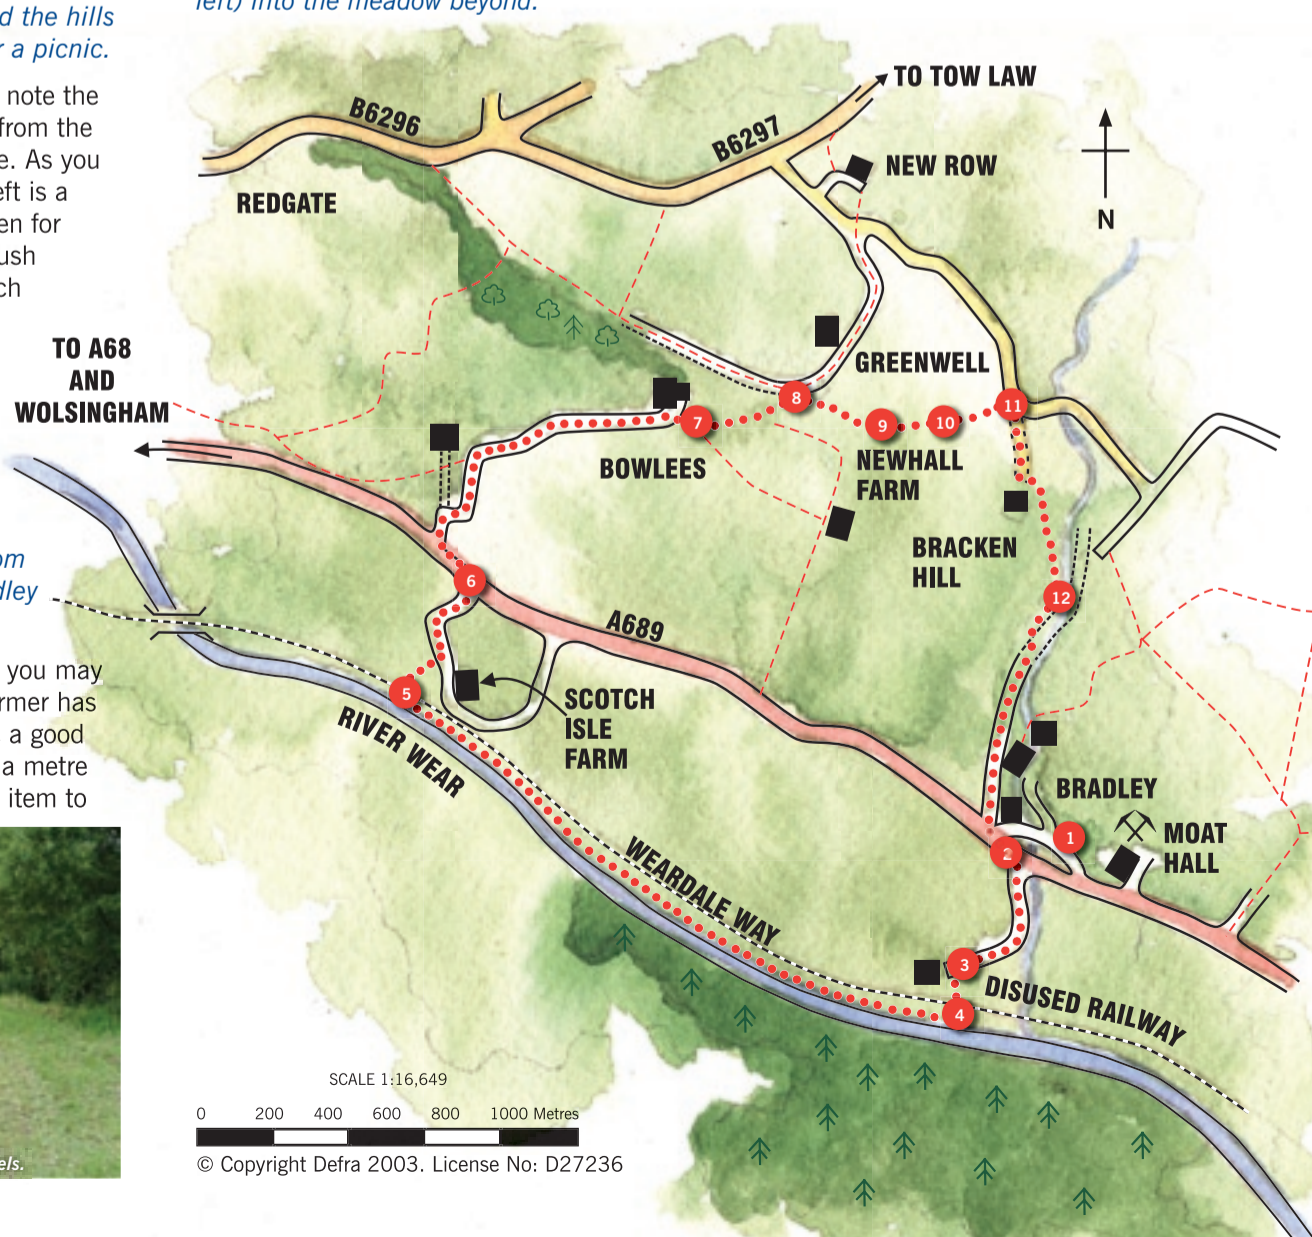 d the hills
r a picnic.
note the
from the
e. As you
eft is a
en for
ush
ch
om
dley
you may
rmer has
a good
a metre
item to
els.
left) into the meadow beyond.
TO TOW LAW
B6296
B6297
NEW ROW
REDGATE
N
TO A68
AND
WOLSINGHAM
GREENWELL
8
11
7
9
10
BOWLEES
NEWHALL
FARM
BRACKEN
HILL
6
12
A689
5
SCOTCH
ISLE
FARM
RIVER WEAR
BRADLEY
1
MOAT
HALL
2
WEARDALE WAY
3
DISUSED RAILWAY
4
SCALE 1:16,649
0 200 400 600 800 1000 Metres
© Copyright Defra 2003. License No: D27236